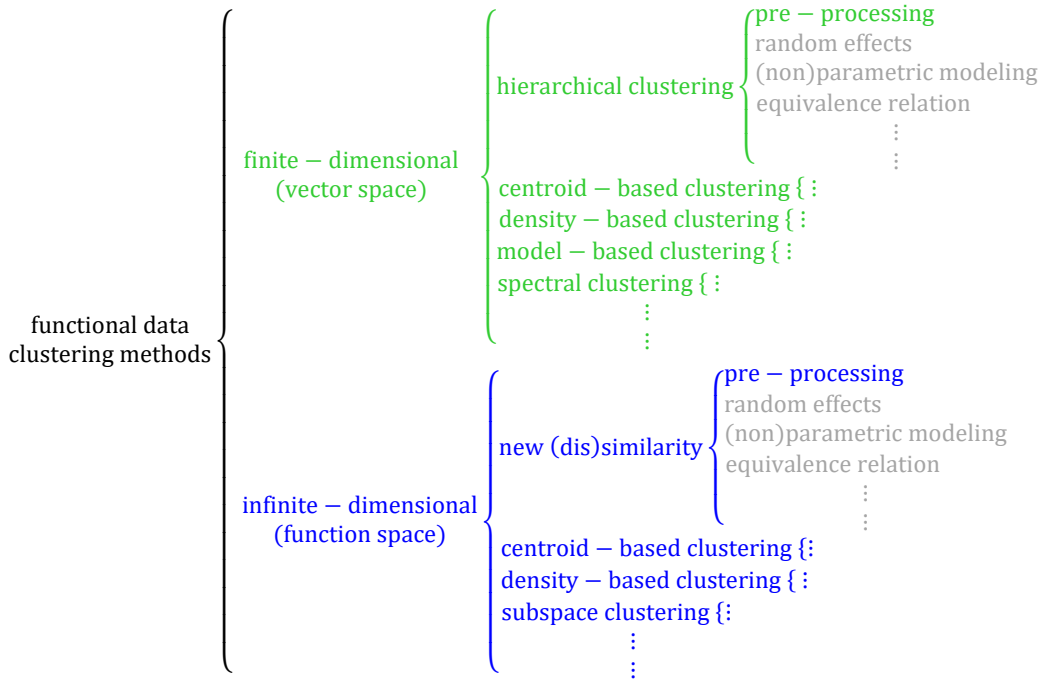 functional data
clustering methods
finite – dimensional
(vector space)
hierarchical clustering
pre – processing
random effects
(non)parametric modeling
equivalence relation
⋮
⋮
centroid – based clustering { ⋮
density – based clustering { ⋮
model – based clustering { ⋮
spectral clustering { ⋮
⋮
⋮
infinite – dimensional
(function space)
new (dis)similarity
pre – processing
random effects
(non)parametric modeling
equivalence relation
⋮
⋮
centroid – based clustering {⋮
density – based clustering { ⋮
subspace clustering {⋮
⋮
⋮